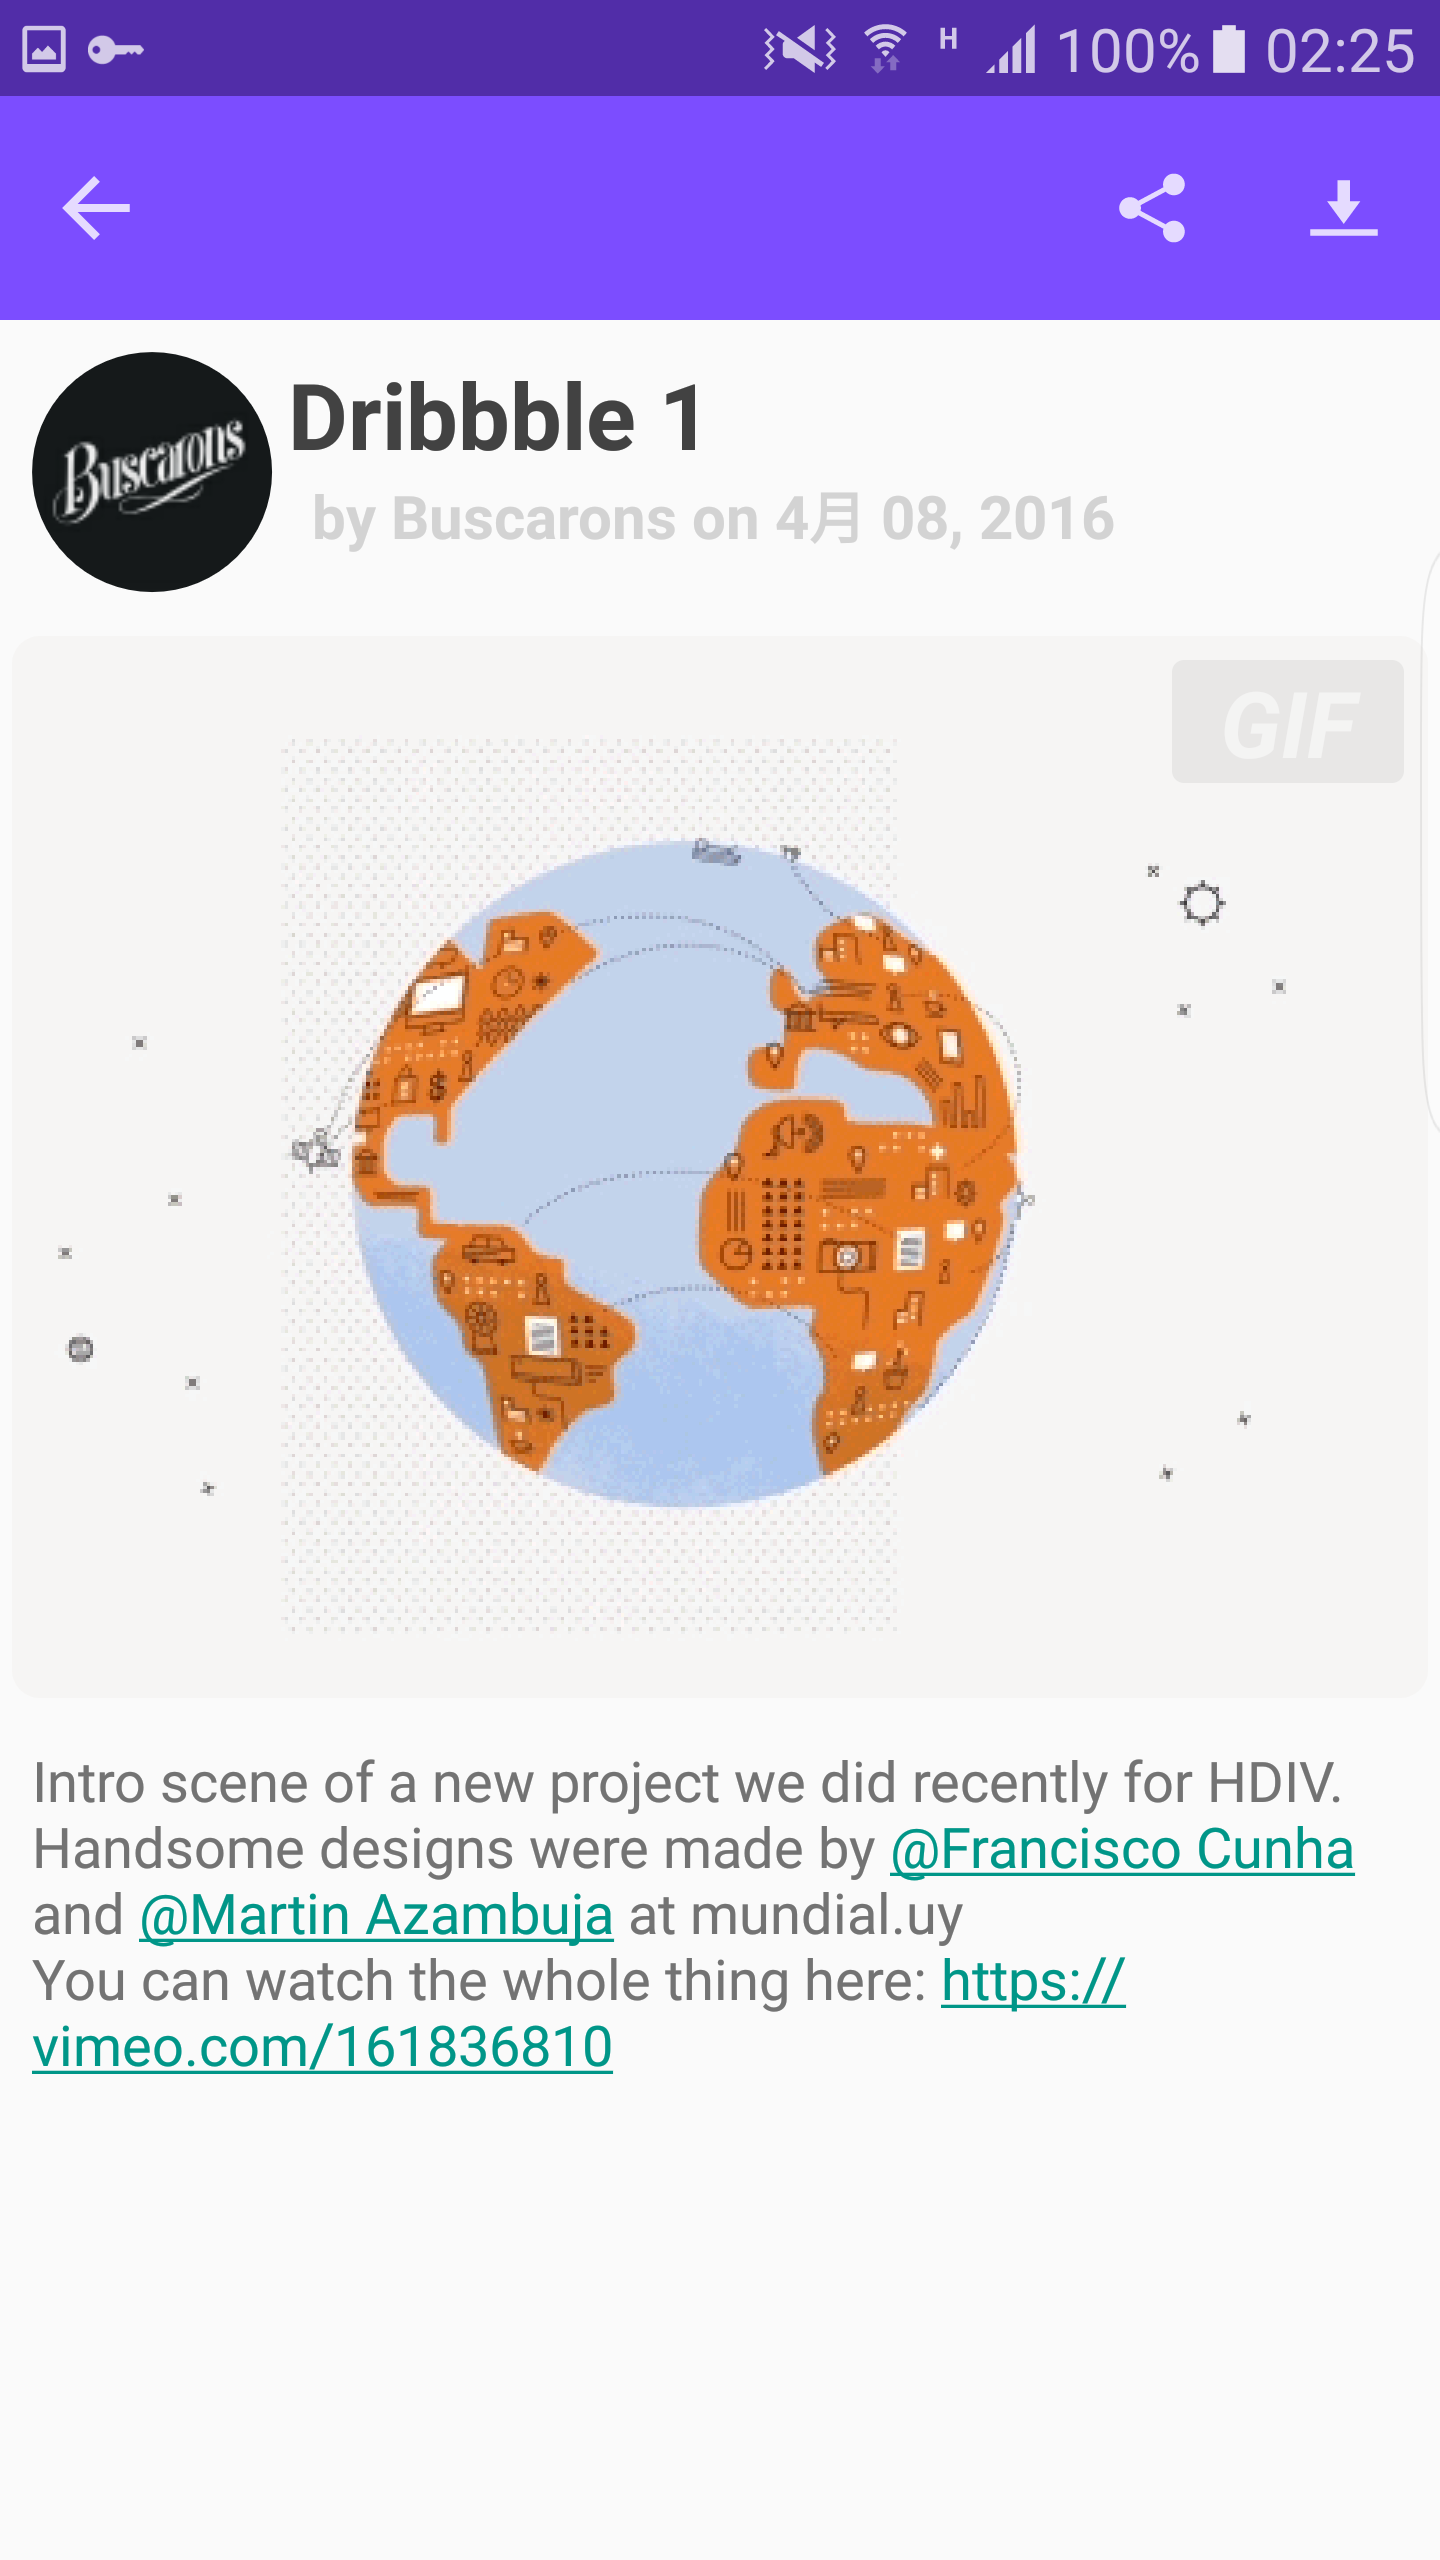 H 100% 02:25
Buscarons
Dribbble 1
by Buscarons on 4月 08, 2016
GIF
Intro scene of a new project we did recently for HDIV.
Handsome designs were made by @Francisco Cunha
and @Martin Azambuja at mundial.uy
You can watch the whole thing here: https://
vimeo.com/161836810